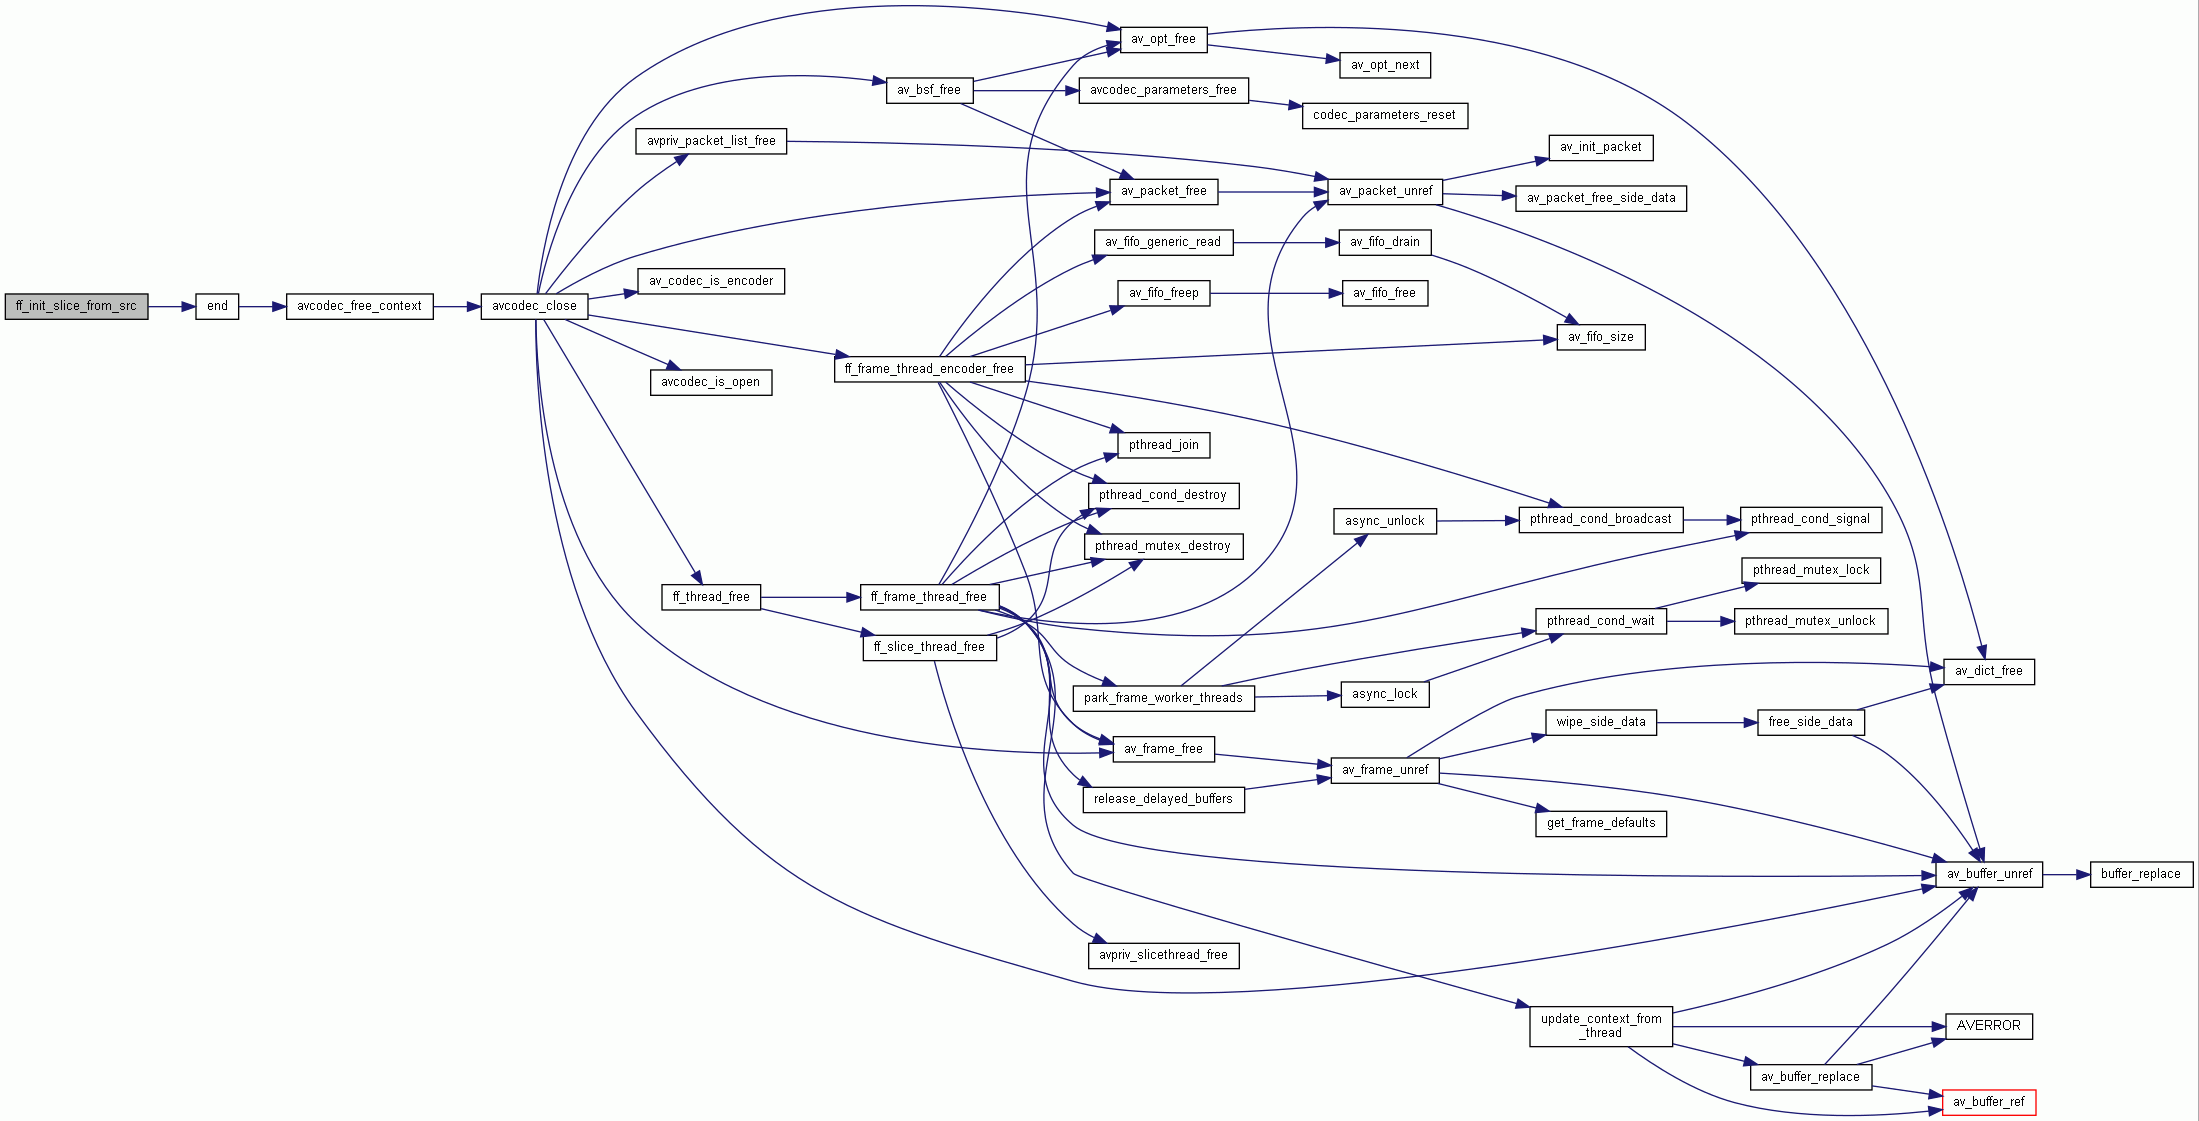 ff_init_slice_from_src
end
avcodec_free_context
avcodec_close
av_opt_free
av_opt_next
av_bsf_free
avcodec_parameters_free
codec_parameters_reset
avpriv_packet_list_free
av_init_packet
av_packet_free
av_packet_unref
av_packet_free_side_data
av_fifo_generic_read
av_fifo_drain
av_codec_is_encoder
av_fifo_freep
av_fifo_free
av_fifo_size
ff_frame_thread_encoder_free
avcodec_is_open
pthread_join
pthread_cond_destroy
async_unlock
pthread_cond_broadcast
pthread_cond_signal
pthread_mutex_destroy
pthread_mutex_lock
ff_thread_free
ff_frame_thread_free
pthread_cond_wait
pthread_mutex_unlock
ff_slice_thread_free
av_dict_free
park_frame_worker_threads
async_lock
wipe_side_data
free_side_data
av_frame_free
av_frame_unref
release_delayed_buffers
get_frame_defaults
av_buffer_unref
buffer_replace
avpriv_slicethread_free
update_context_from
_thread
AVERROR
av_buffer_replace
av_buffer_ref